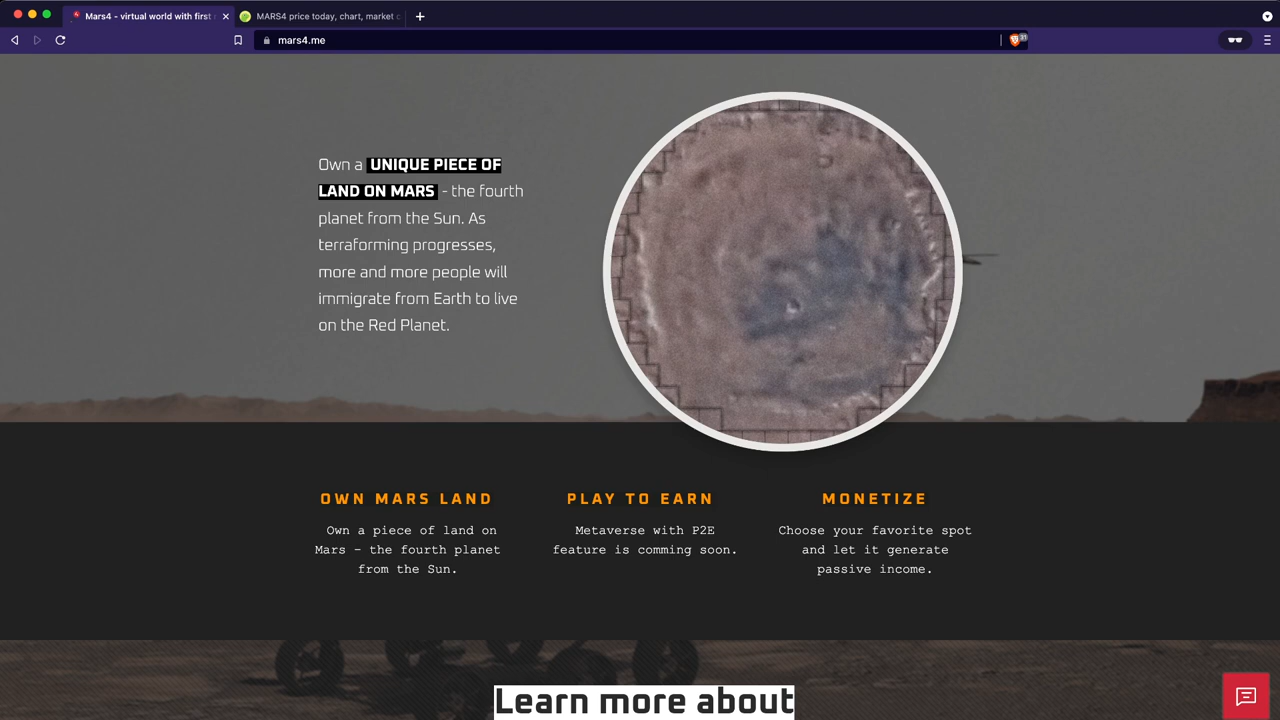 Mars4 - virtual world with first
MARS4 price today, chart, market c
mars4.me
31
Own a UNIQUE PIECE OF
LAND ON MARS - the fourth
planet from the Sun. As
terraforming progresses,
more and more people will
immigrate from Earth to live
on the Red Planet.
OWN MARS LAND
Own a piece of land on
Mars - the fourth planet
from the Sun.
PLAY TO EARN
Metaverse with P2E
feature is comming soon.
MONETIZE
Choose your favorite spot
and let it generate
passive income.
Learn more about